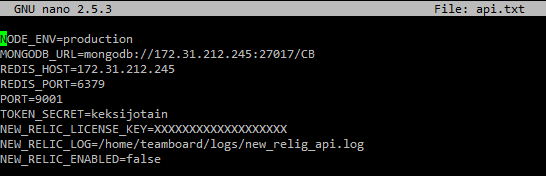 GNU nano 2.5.3 File: api.txt
NODE_ENV=production
MONGODB_URL=mongodb://172.31.212.245:27017/CB
REDIS_HOST=172.31.212.245
REDIS_PORT=6379
PORT=9001
TOKEN_SECRET=keksijotain
NEW_RELIC_LICENSE_KEY=XXXXXXXXXXXXXXXXXXX
NEW_RELIC_LOG=/home/teamboard/logs/new_relig_api.log
NEW_RELIC_ENABLED=false